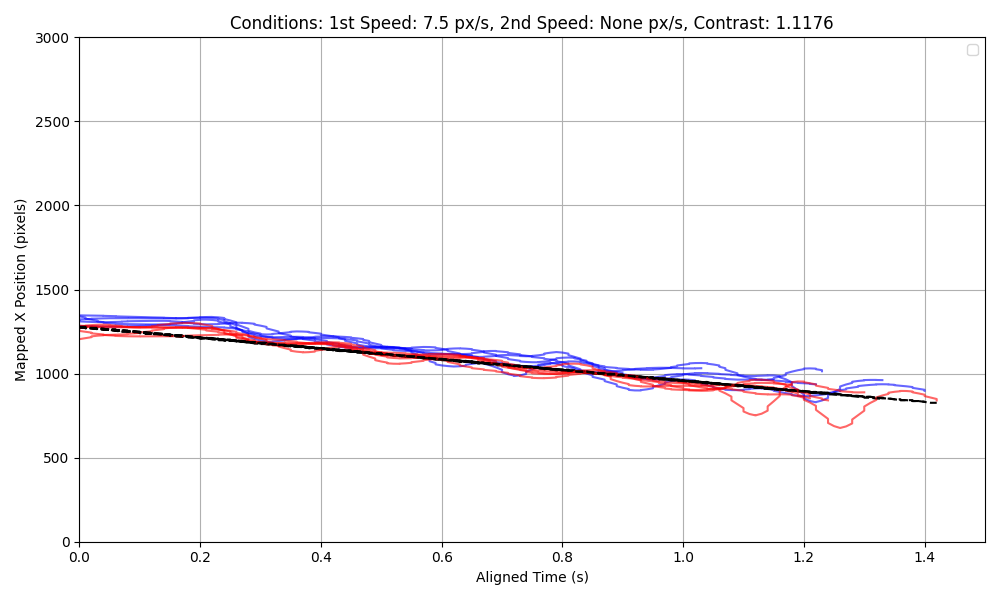 Conditions: 1st Speed: 7.5 px/s, 2nd Speed: None px/s, Contrast: 1.1176
3000
2500
2000
1500
1000
500
0
Mapped X Position (pixels)
0.0 0.2 0.4 0.6 0.8 1.0 1.2 1.4
Aligned Time (s)